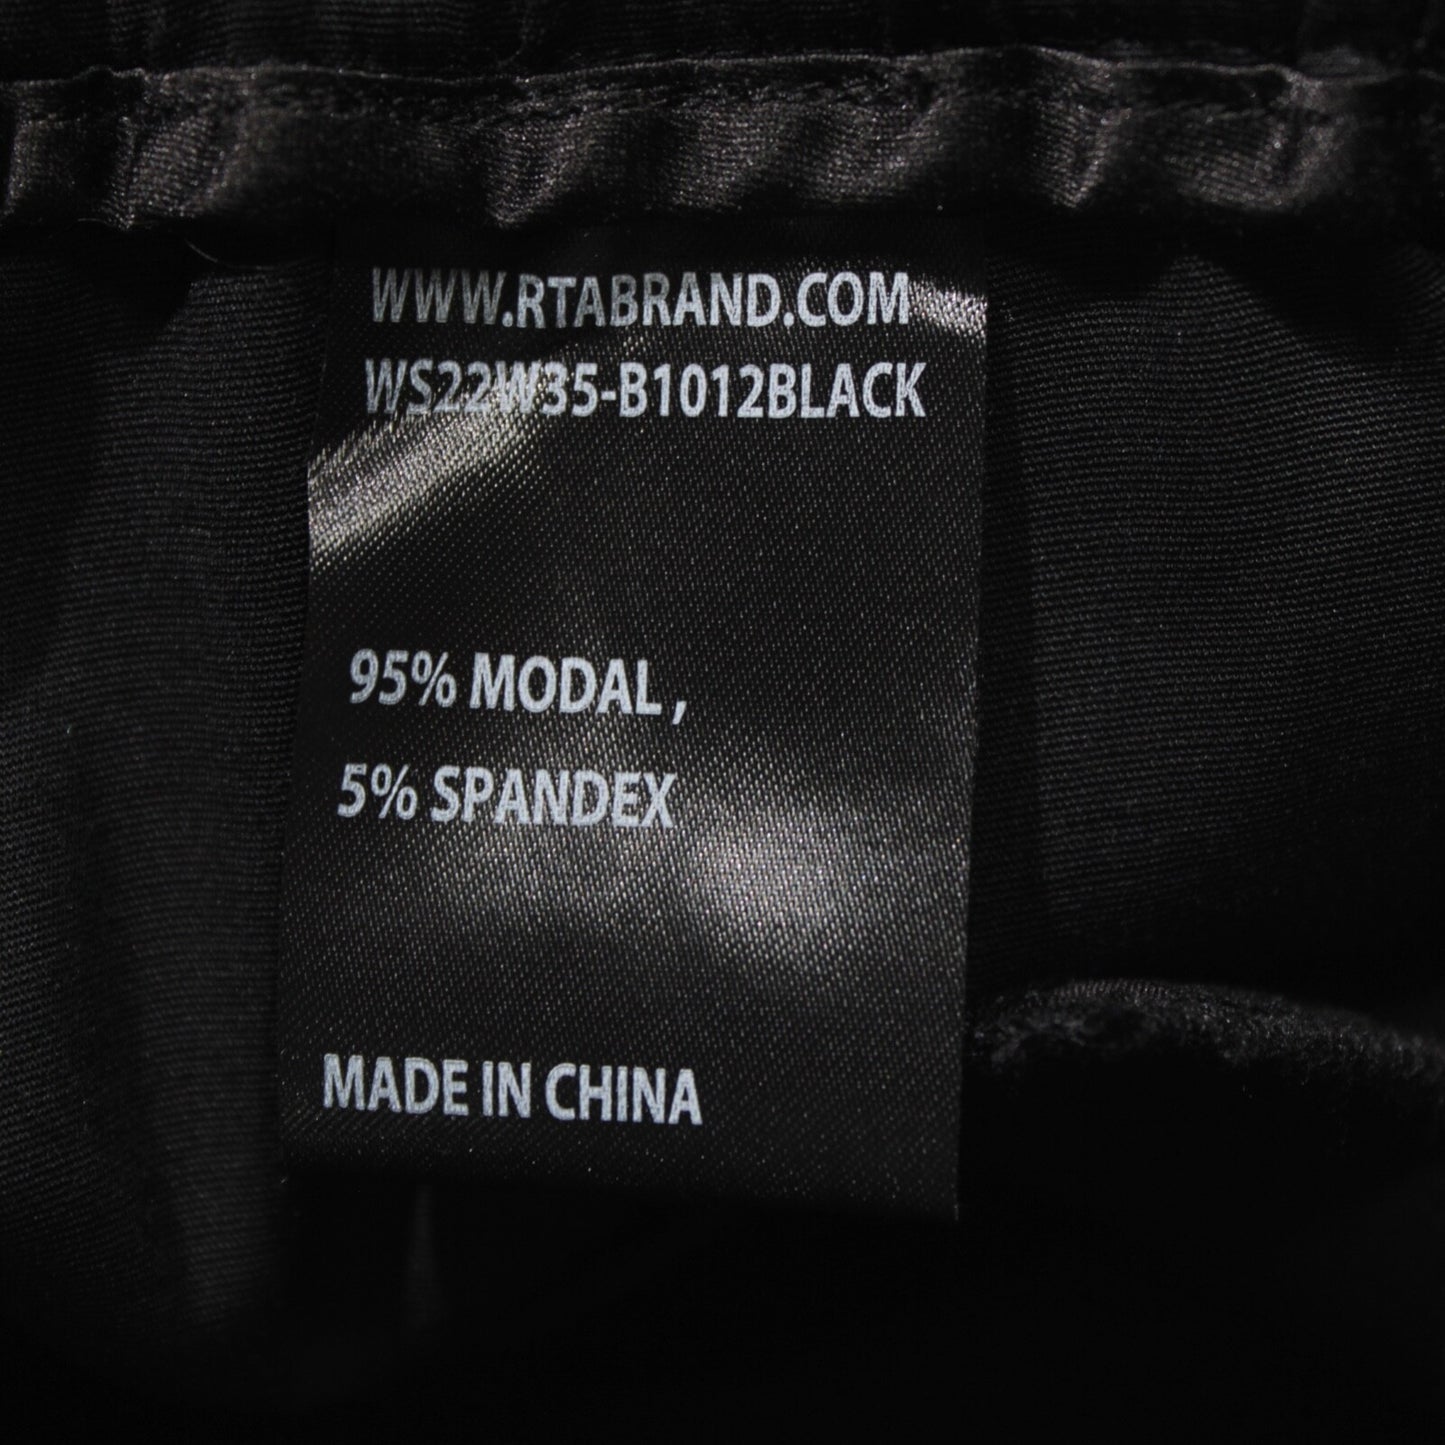 WWW.RTABRAND.COM
WS22W35-B1012BLACK
95% MODAL,
5% SPANDEX
MADE IN CHINA